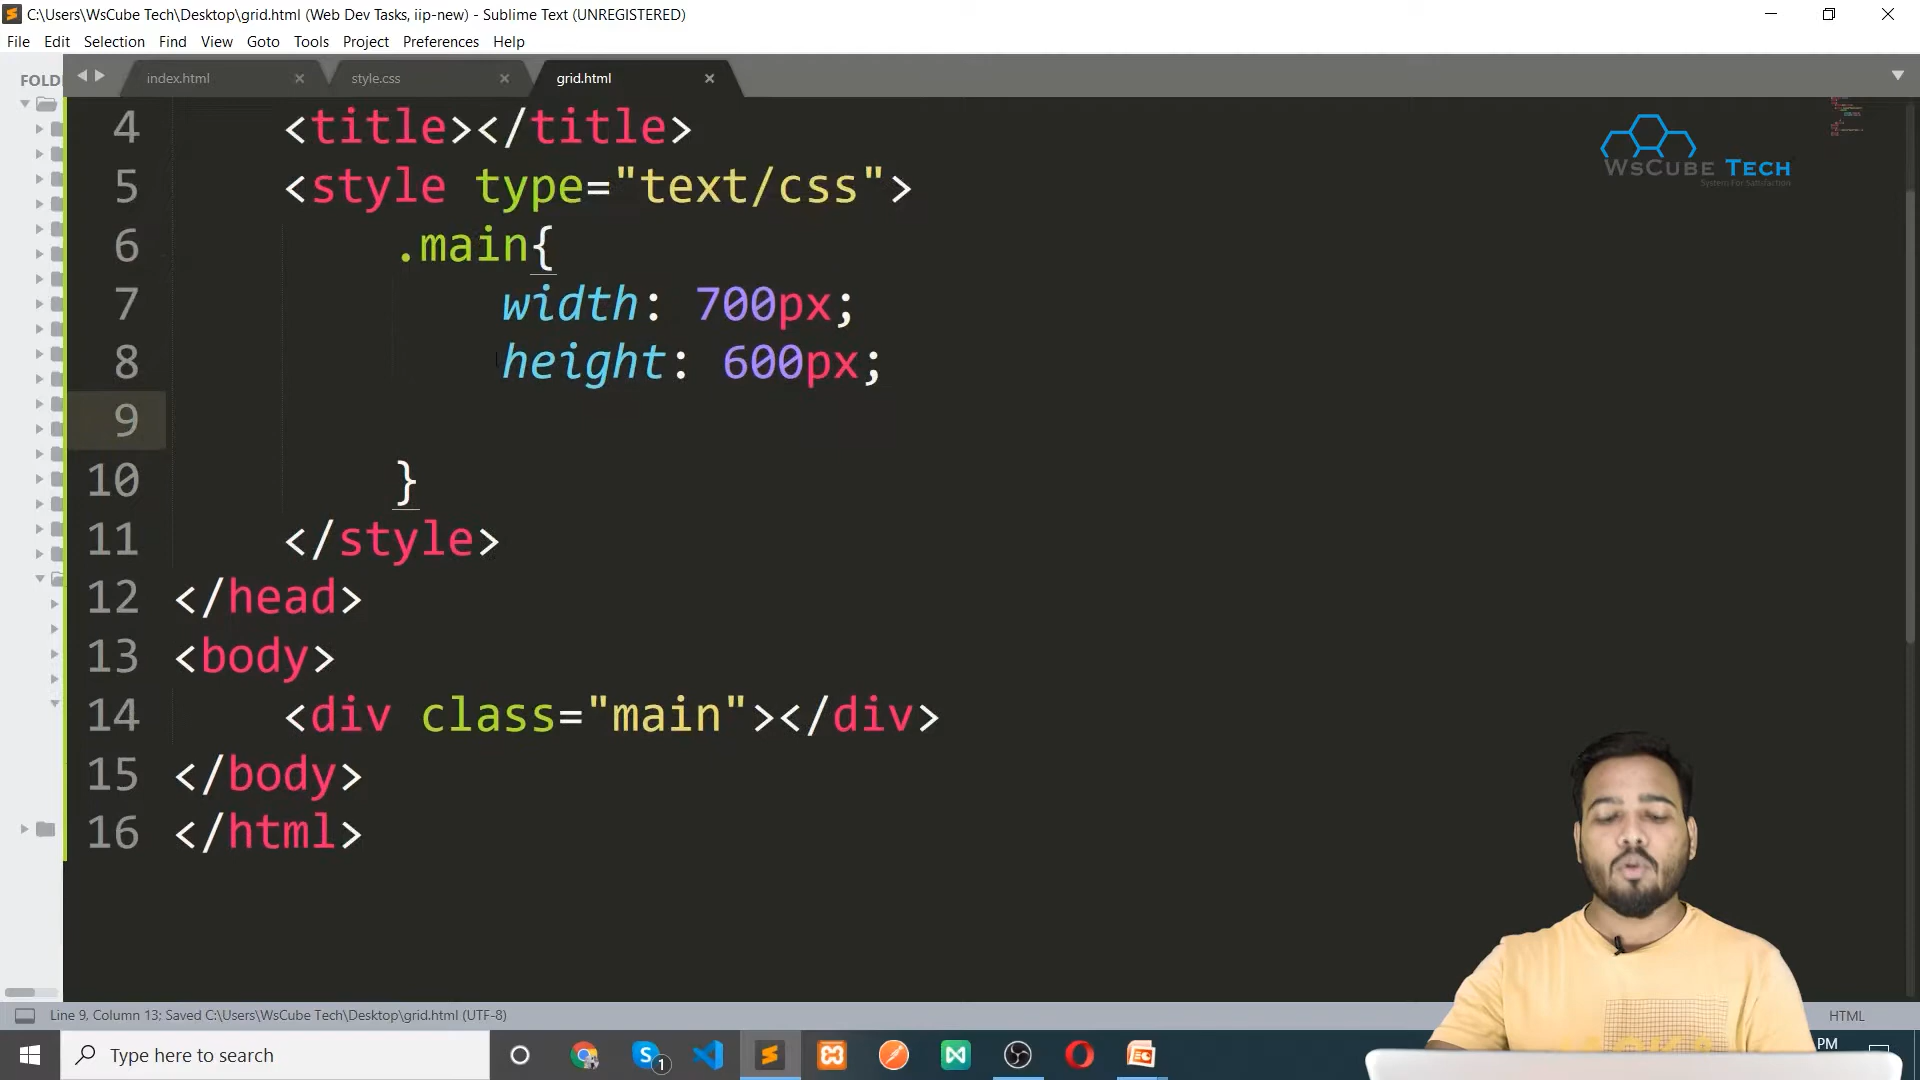 C:\Users\WsCube Tech\Desktop\grid.html (Web Dev Tasks, iip-new) - Sublime Text (UNREGISTERED)
File Edit Selection Find View Goto Tools Project Preferences Help
FOLD
index.html
style.css
grid.html
WsCube Tech
System For Satisfaction
4 <title></title>
5 <style type="text/css">
6 .main{
7 width: 700px;
8 height: 600px;
9
10 }
11 </style>
12 </head>
13 <body>
14 <div class="main"></div>
15 </body>
16 </html>
Line 9, Column 13; Saved C:\Users\WsCube Tech\Desktop\grid.html (UTF-8)
HTML
Type here to search
1
PM